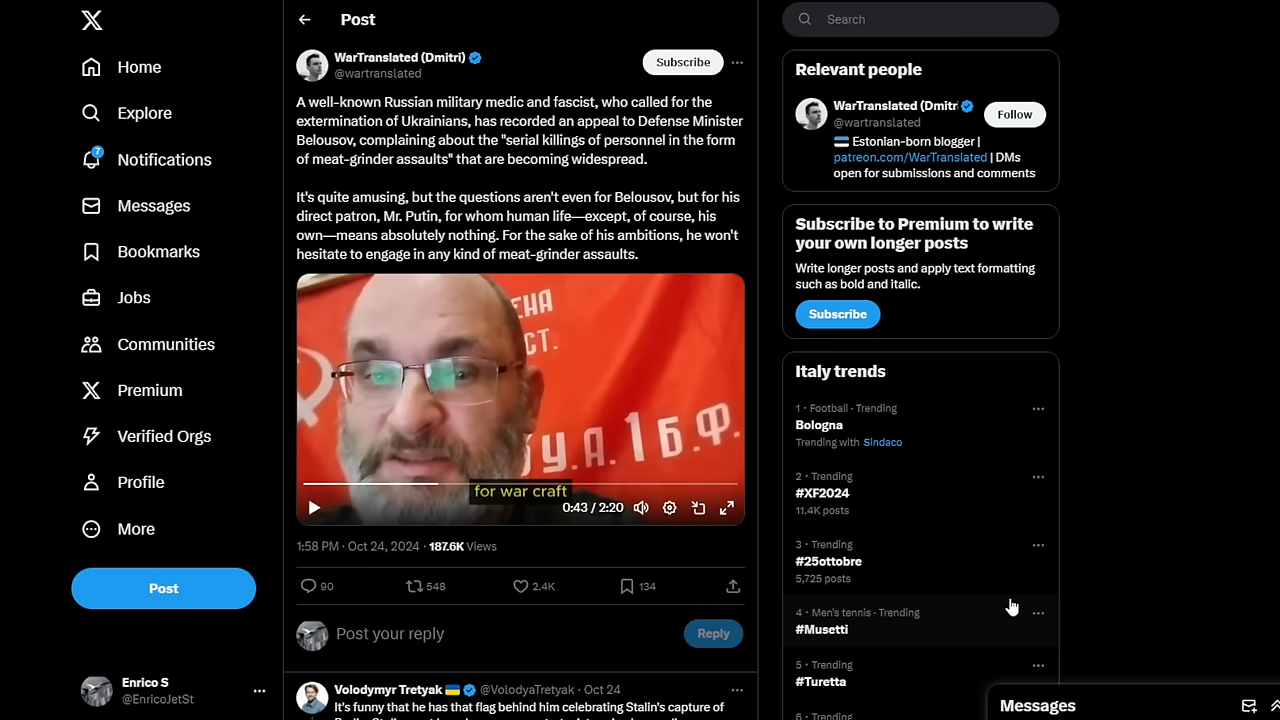 Home
Explore
7
Notifications
Messages
Bookmarks
Jobs
Communities
Premium
Verified Orgs
Profile
More
Post
Enrico S
@EnricoJetSt
Post
WarTranslated (Dmitri)
@wartranslated
Subscribe
A well-known Russian military medic and fascist, who called for the
extermination of Ukrainians, has recorded an appeal to Defense Minister
Belousov, complaining about the "serial killings of personnel in the form
of meat-grinder assaults" that are becoming widespread.
It's quite amusing, but the questions aren't even for Belousov, but for his
direct patron, Mr. Putin, for whom human life—except, of course, his
own—means absolutely nothing. For the sake of his ambitions, he won't
hesitate to engage in any kind of meat-grinder assaults.
ЕНА
СТ.
У.А.1 Б.Ф.
for war craft
0:43 / 2:20
1:58 PM · Oct 24, 2024 · 187.6K Views
90
548
2.4K
134
Post your reply
Reply
Volodymyr Tretyak @VolodyaTretyak · Oct 24
It's funny that he has that flag behind him celebrating Stalin's capture of
Search
Relevant people
WarTranslated (Dmitr
@wartranslated
Follow
Estonian-born blogger |
patreon.com/WarTranslated | DMs
open for submissions and comments
Subscribe to Premium to write
your own longer posts
Write longer posts and apply text formatting
such as bold and italic.
Subscribe
Italy trends
1 · Football · Trending
Bologna
Trending with Sindaco
2 · Trending
#XF2024
11.4K posts
3 · Trending
#25ottobre
5,725 posts
4 · Men's tennis · Trending
#Musetti
5 · Trending
#Turetta
Messages